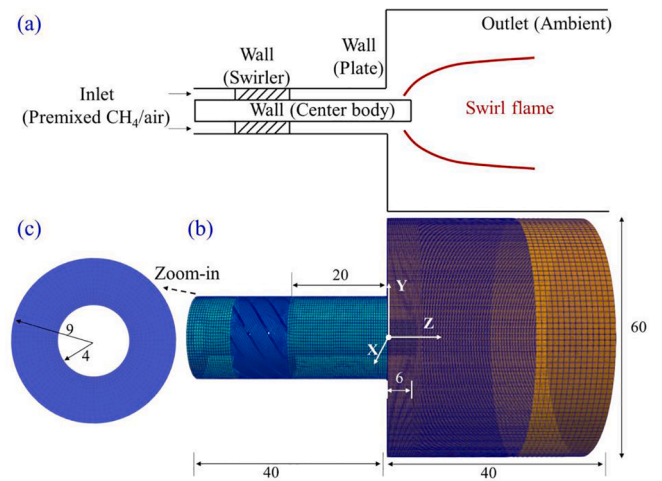 (a)
Outlet (Ambient)
Wall
(Plate)
Wall
(Swirler)
Inlet
(Premixed CH₄/air)
Wall (Center body)
Swirl flame
(c)
(b)
Zoom-in
20
Y
9
4
X
Z
6
60
40
40